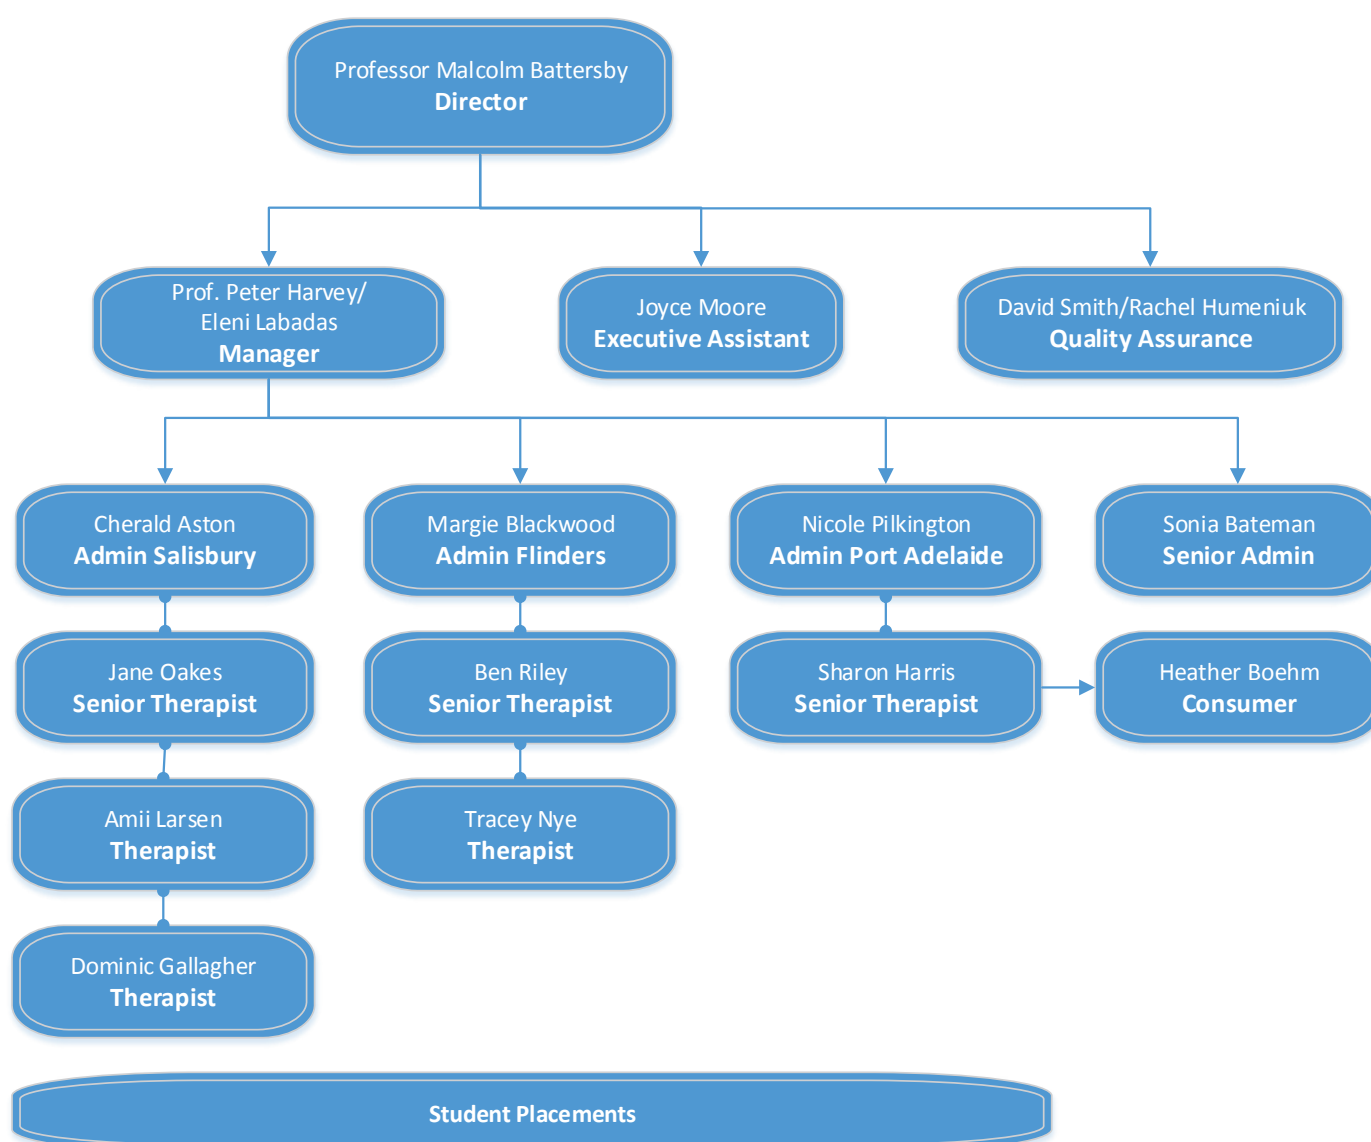 Professor Malcolm Battersby
Director
Prof. Peter Harvey/
Eleni Labadas
Manager
Joyce Moore
Executive Assistant
David Smith/Rachel Humeniuk
Quality Assurance
Cherald Aston
Admin Salisbury
Margie Blackwood
Admin Flinders
Nicole Pilkington
Admin Port Adelaide
Sonia Bateman
Senior Admin
Jane Oakes
Senior Therapist
Ben Riley
Senior Therapist
Sharon Harris
Senior Therapist
Heather Boehm
Consumer
Amii Larsen
Therapist
Tracey Nye
Therapist
Dominic Gallagher
Therapist
Student Placements